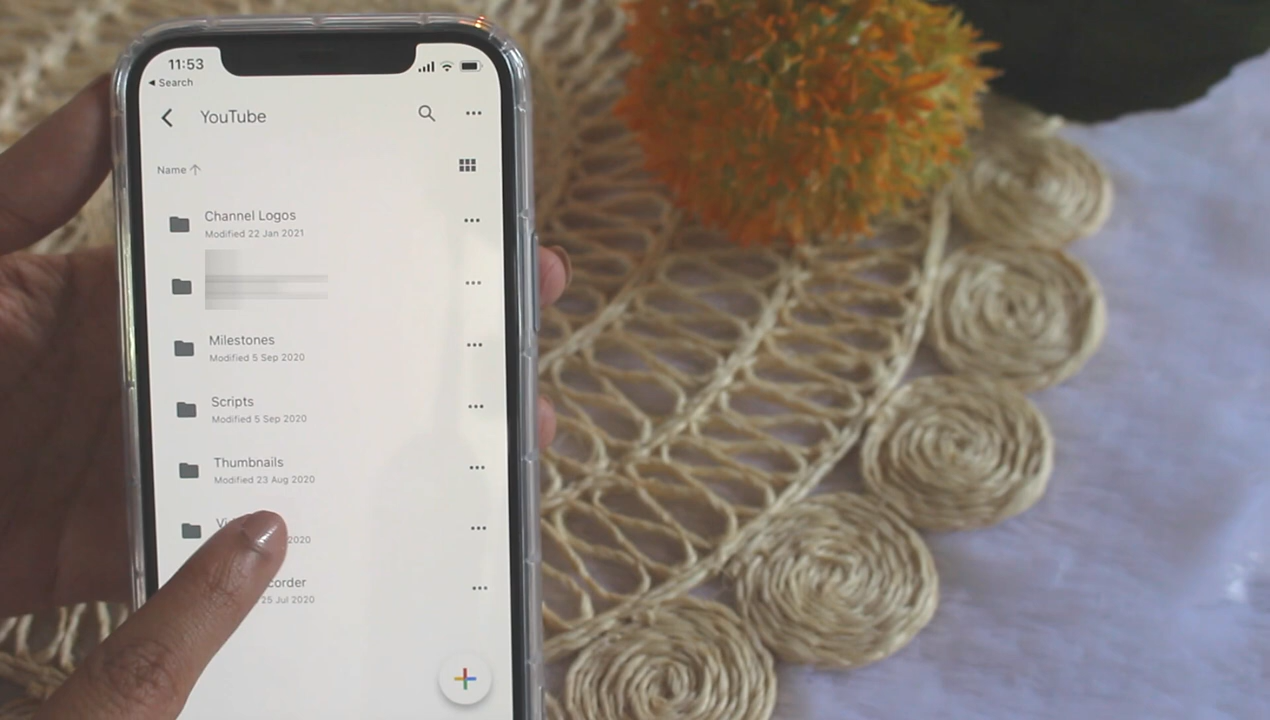 11:53
Search
YouTube
Name
Channel Logos
Modified 22 Jan 2021
Milestones
Modified 5 Sep 2020
Scripts
Modified 5 Sep 2020
Thumbnails
Modified 23 Aug 2020
2020
25 Jul 2020